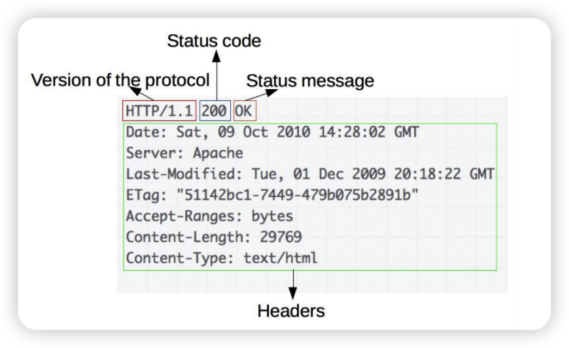 Status code
Version of the protocol Status message
HTTP/1.1 200 OK
Date: Sat, 09 Oct 2010 14:28:02 GMT
Server: Apache
Last-Modified: Tue, 01 Dec 2009 20:18:22 GMT
ETag: "51142bc1-7449-479b075b2891b"
Accept-Ranges: bytes
Content-Length: 29769
Content-Type: text/html
Headers